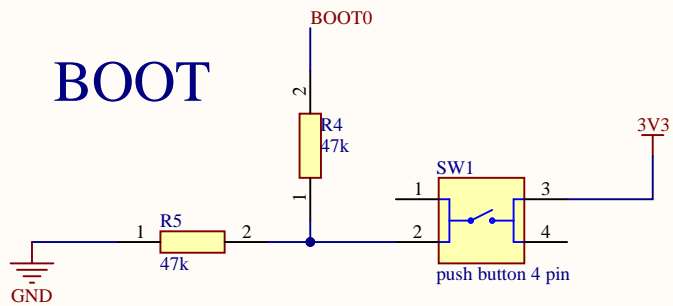 BOOT0
BOOT
2
R4
47k
1
3V3
SW1
1
3
2
4
push button 4 pin
R5
1
2
47k
GND